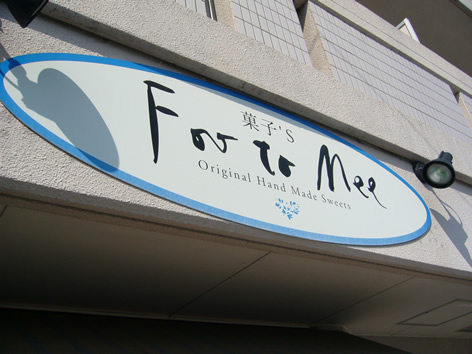 菓子'S
For to Mee
Original Hand Made Sweets